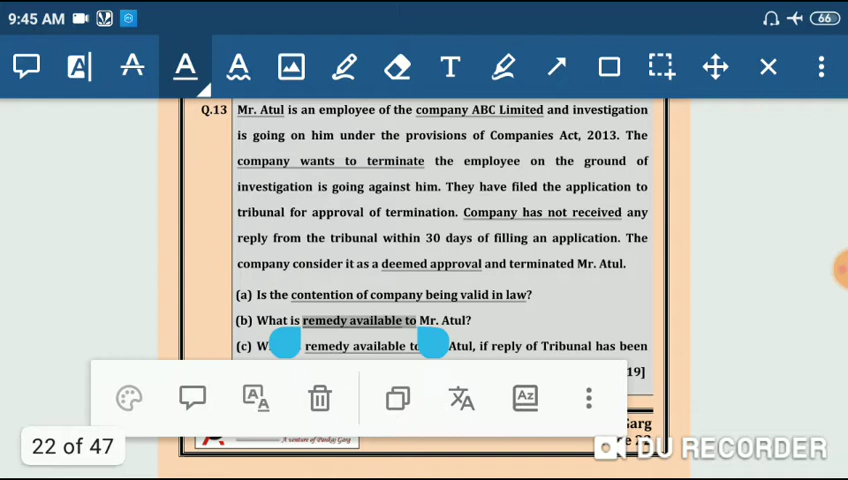 9:45 AM
66
A
A
A
A
T
Q.13 Mr. Atul is an employee of the company ABC Limited and investigation
is going on him under the provisions of Companies Act, 2013. The
company wants to terminate the employee on the ground of
investigation is going against him. They have filed the application to
tribunal for approval of termination. Company has not received any
reply from the tribunal within 30 days of filling an application. The
company consider it as a deemed approval and terminated Mr. Atul.
(a) Is the contention of company being valid in law?
(b) What is remedy available to Mr. Atul?
(c) W remedy available to Atul, if reply of Tribunal has been
19]
Az
Garg
A venture of Pankaj Garg
22 of 47
DU RECORDER